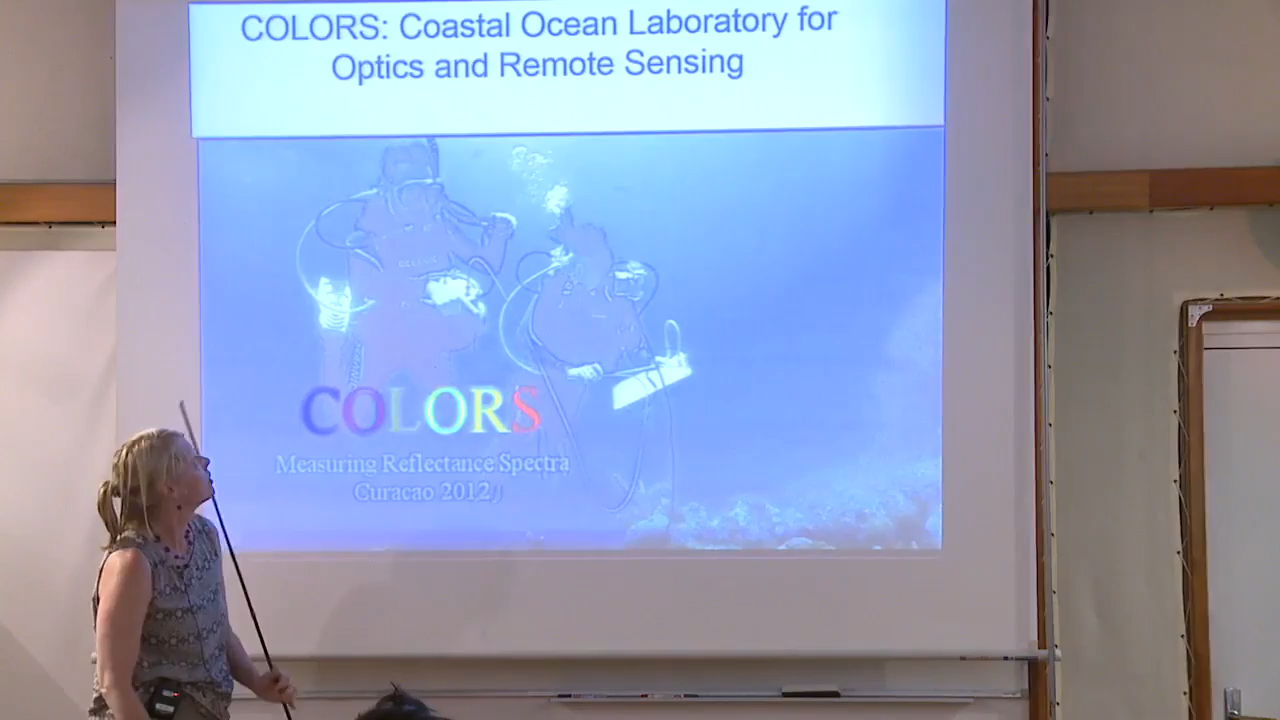 COLORS: Coastal Ocean Laboratory for
Optics and Remote Sensing
COLORS
Measuring Reflectance Spectra
Curacao 2012